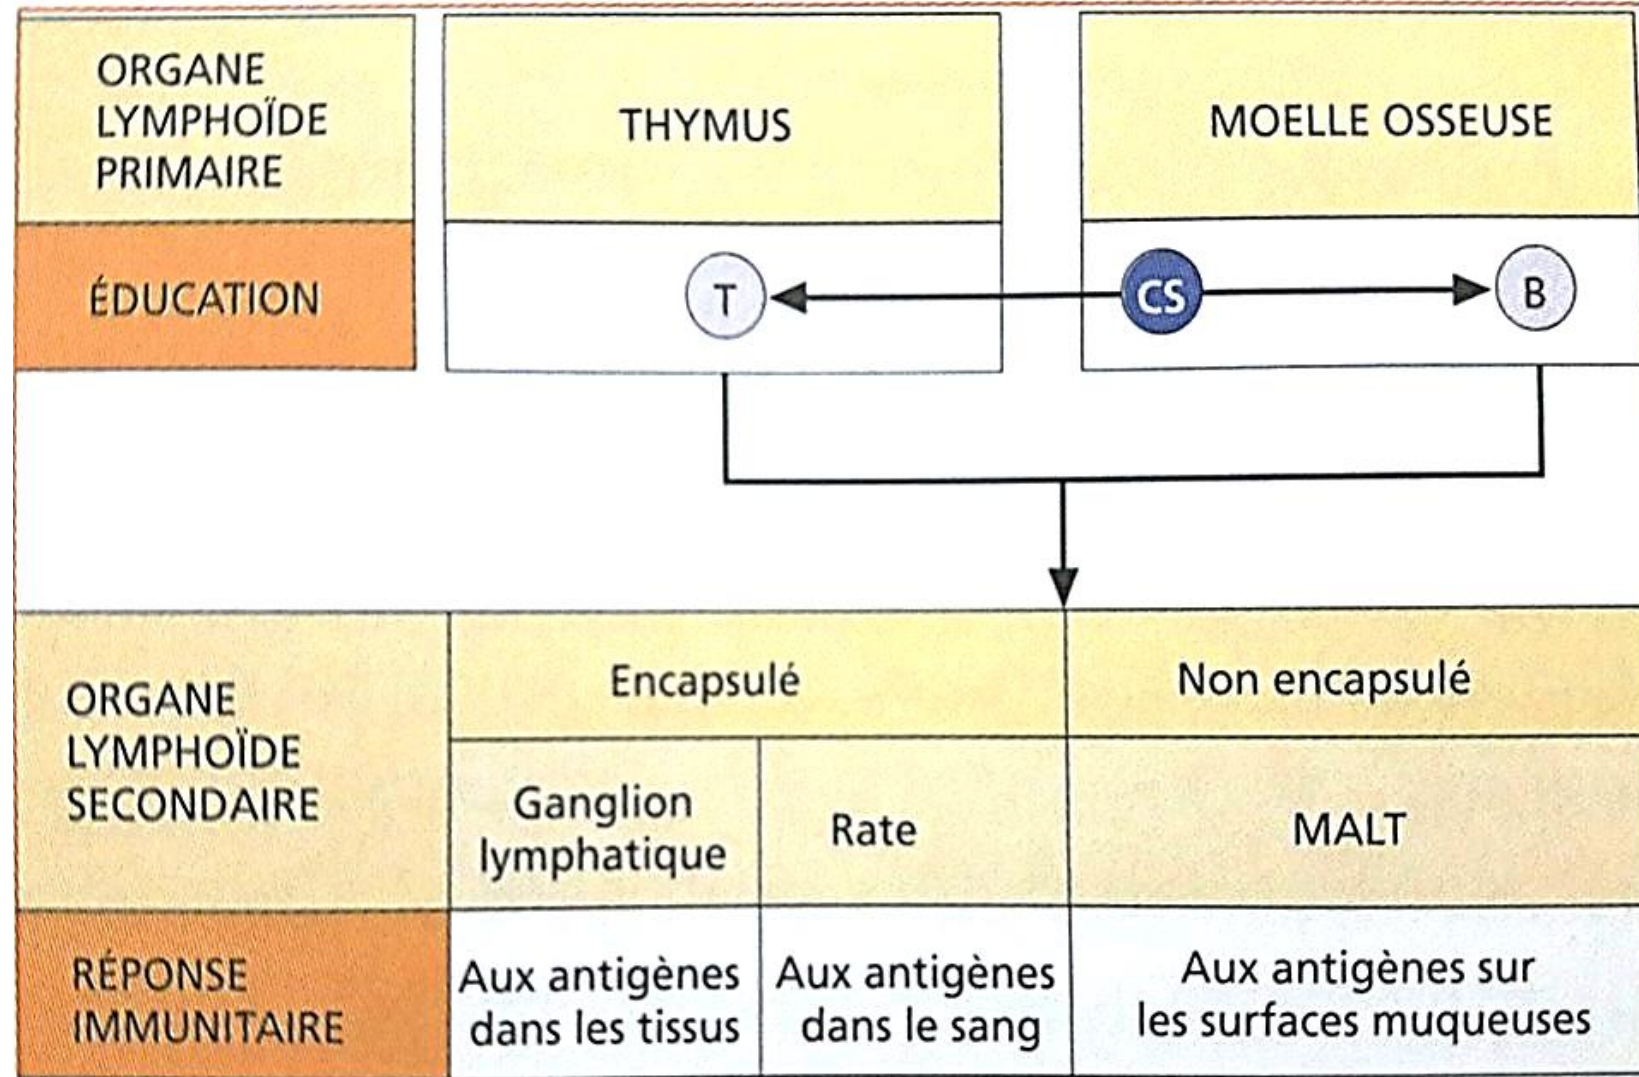 ORGANE
LYMPHOÏDE
PRIMAIRE
THYMUS
MOELLE OSSEUSE
ÉDUCATION
T
CS
B
ORGANE
LYMPHOÏDE
SECONDAIRE
Encapsulé
Non encapsulé
Ganglion
lymphatique
Rate
MALT
RÉPONSE
IMMUNITAIRE
Aux antigènes
dans les tissus
Aux antigènes
dans le sang
Aux antigènes sur
les surfaces muqueuses